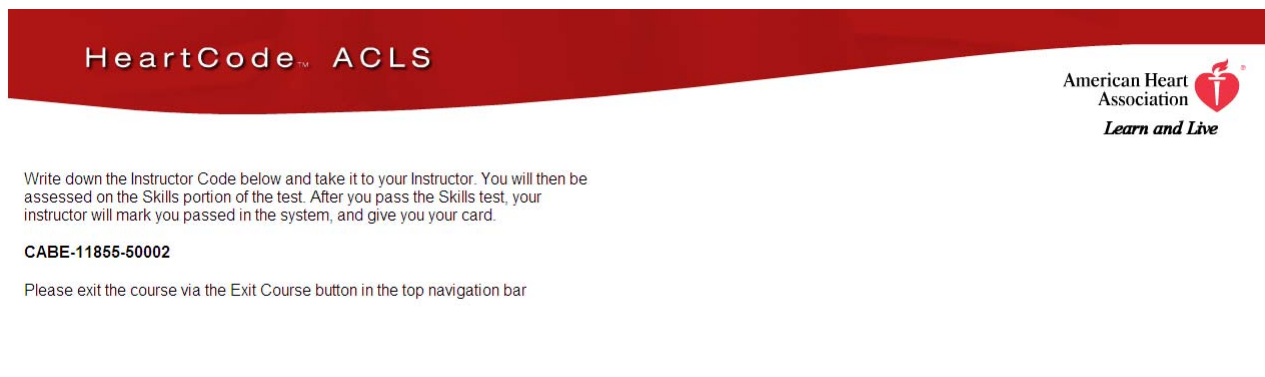 HeartCode™ ACLS
American Heart
Association
®
Learn and Live
Write down the Instructor Code below and take it to your Instructor. You will then be
assessed on the Skills portion of the test. After you pass the Skills test, your
instructor will mark you passed in the system, and give you your card.
CABE-11855-50002
Please exit the course via the Exit Course button in the top navigation bar